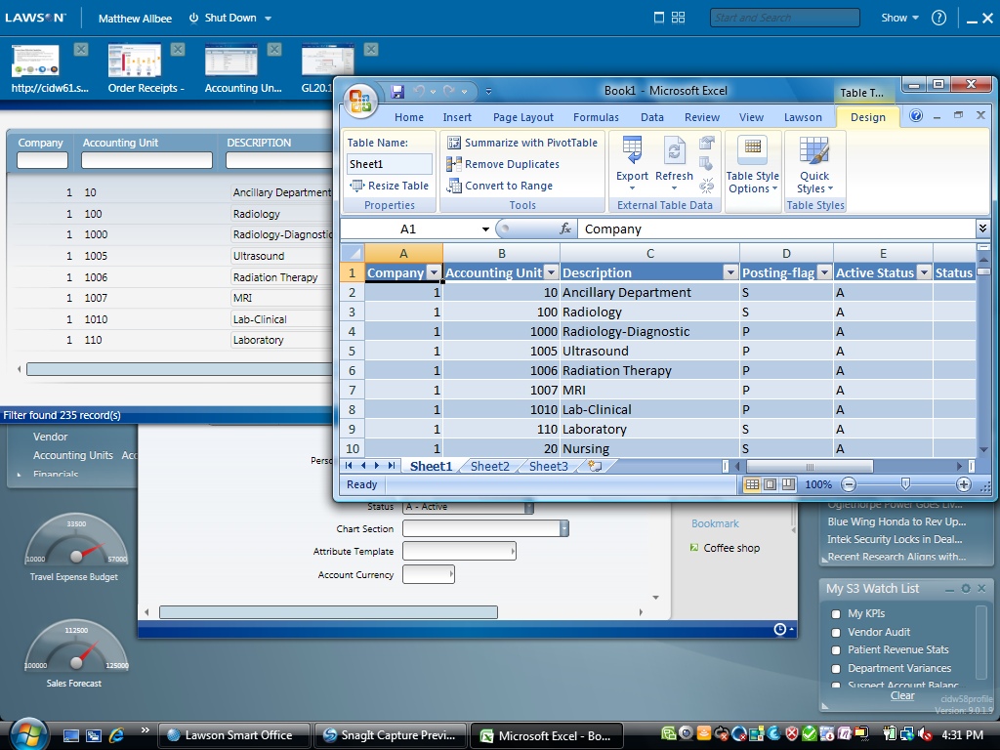 LAWSON Matthew Allbee Shut Down Start and Search Show
http://cidw61.s... Order Receipts - Accounting Un... GL20.1
Company Accounting Unit DESCRIPTION
1 10 Ancillary Department
1 100 Radiology
1 1000 Radiology-Diagnostic
1 1005 Ultrasound
1 1006 Radiation Therapy
1 1007 MRI
1 1010 Lab-Clinical
1 110 Laboratory
Filter found 235 record(s)
Book1 - Microsoft Excel Table T...
Home Insert Page Layout Formulas Data Review View Lawson Design
Table Name:
Sheet1
Resize Table
Properties
Summarize with PivotTable
Remove Duplicates
Convert to Range
Tools
Export Refresh
External Table Data
Table Style
Options
Quick
Styles
Table Styles
A1 fx Company
A B C D E
1 Company Accounting Unit Description Posting-flag Active Status Status
2 1 10 Ancillary Department S A
3 1 100 Radiology S A
4 1 1000 Radiology-Diagnostic P A
5 1 1005 Ultrasound P A
6 1 1006 Radiation Therapy P A
7 1 1007 MRI P A
8 1 1010 Lab-Clinical P A
9 1 110 Laboratory S A
10 1 20 Nursing S A
Sheet1 Sheet2 Sheet3
Ready 100%
Vendor
Accounting Units Acc
Financials
33500
10000 57000
Travel Expense Budget
112500
100000 125000
Sales Forecast
Perso
Status A - Active
Chart Section
Attribute Template
Account Currency
Bookmark
Coffee shop
Oglethorpe Power Goes Liv...
Blue Wing Honda to Rev Up...
Intek Security Locks in Deal...
Recent Research Aligns with...
My S3 Watch List
My KPIs
Vendor Audit
Patient Revenue Stats
Department Variances
Suspect Account Balanc
Clear
cidw58profile
Version: 9.0.1.9
Lawson Smart Office SnagIt Capture Previ... Microsoft Excel - Bo... 4:31 PM